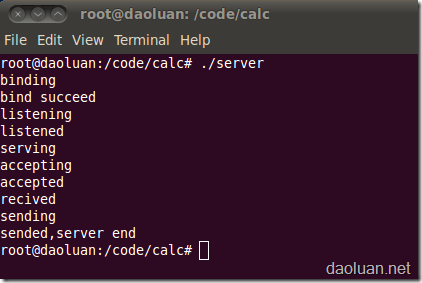 root@daoluan: /code/calc
File Edit View Terminal Help
root@daoluan:/code/calc# ./server
binding
bind succeed
listening
listened
serving
accepting
accepted
recived
sending
sended,server end
root@daoluan:/code/calc#
daoluan.net